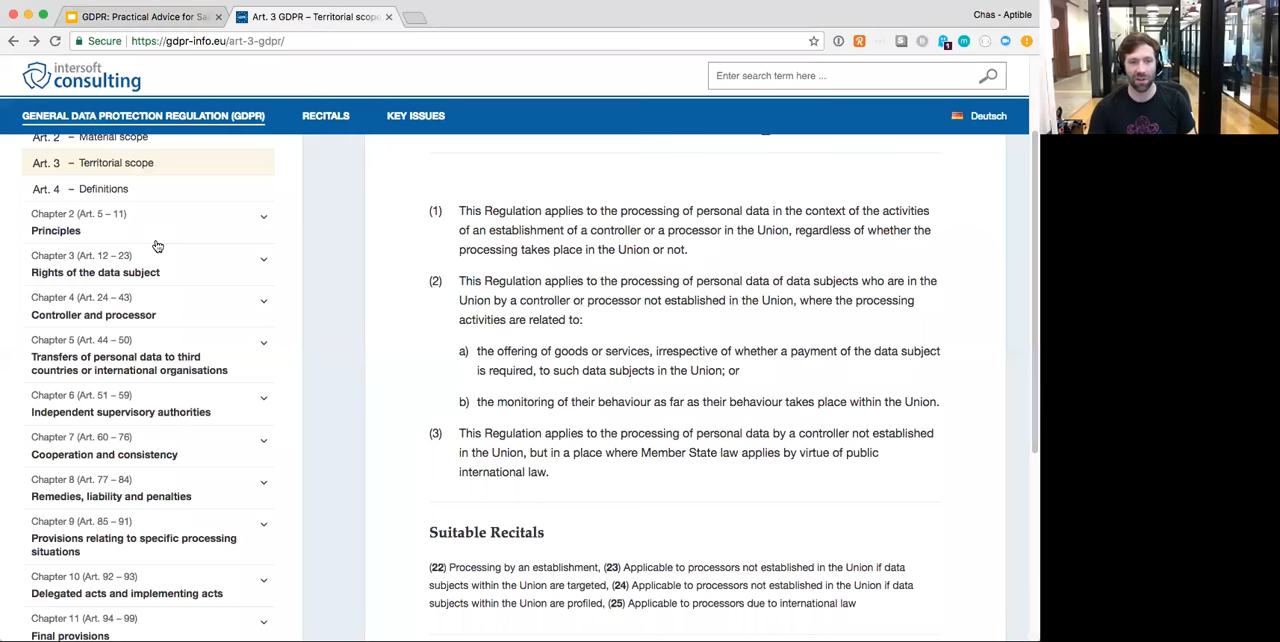 GDPR: Practical Advice for Sa
Art. 3 GDPR – Territorial scope
Chas - Aptible
Secure
https://gdpr-info.eu/art-3-gdpr/
1
intersoft
consulting
Enter search term here ...
GENERAL DATA PROTECTION REGULATION (GDPR)
RECITALS
KEY ISSUES
Deutsch
Art. 2 – Material scope
Art. 3 – Territorial scope
Art. 4 – Definitions
Chapter 2 (Art. 5 – 11)
Principles
Chapter 3 (Art. 12 – 23)
Rights of the data subject
Chapter 4 (Art. 24 – 43)
Controller and processor
Chapter 5 (Art. 44 – 50)
Transfers of personal data to third
countries or international organisations
Chapter 6 (Art. 51 – 59)
Independent supervisory authorities
Chapter 7 (Art. 60 – 76)
Cooperation and consistency
Chapter 8 (Art. 77 – 84)
Remedies, liability and penalties
Chapter 9 (Art. 85 – 91)
Provisions relating to specific processing
situations
Chapter 10 (Art. 92 – 93)
Delegated acts and implementing acts
Chapter 11 (Art. 94 – 99)
Final provisions
(1) This Regulation applies to the processing of personal data in the context of the activities
of an establishment of a controller or a processor in the Union, regardless of whether the
processing takes place in the Union or not.
(2) This Regulation applies to the processing of personal data of data subjects who are in the
Union by a controller or processor not established in the Union, where the processing
activities are related to:
a) the offering of goods or services, irrespective of whether a payment of the data subject
is required, to such data subjects in the Union; or
b) the monitoring of their behaviour as far as their behaviour takes place within the Union.
(3) This Regulation applies to the processing of personal data by a controller not established
in the Union, but in a place where Member State law applies by virtue of public
international law.
Suitable Recitals
(22) Processing by an establishment, (23) Applicable to processors not established in the Union if data
subjects within the Union are targeted, (24) Applicable to processors not established in the Union if data
subjects within the Union are profiled, (25) Applicable to processors due to international law